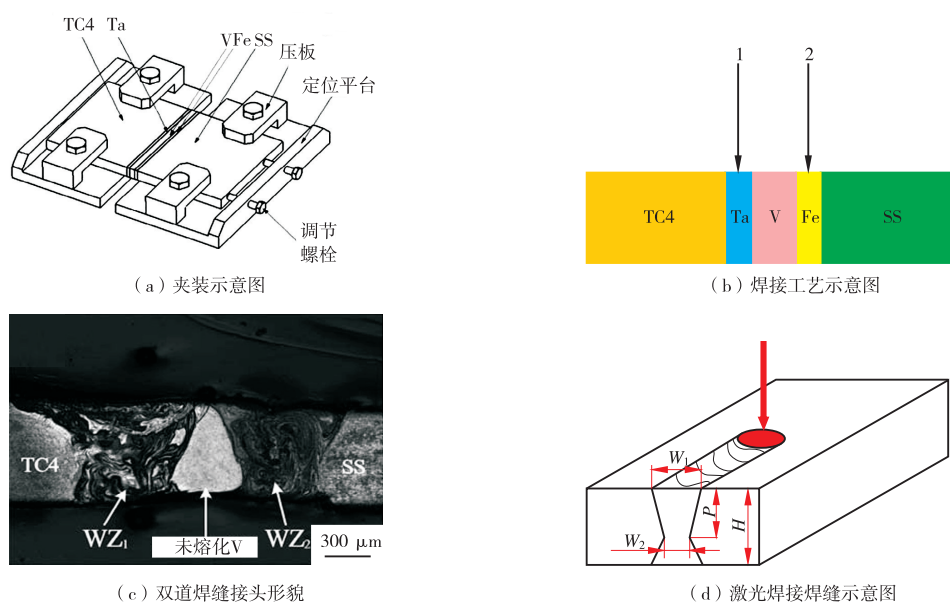 TC4 Ta VFe SS 压板
定位平台
调节
螺栓
(a)夹装示意图
1 2
TC4 Ta V Fe SS
(b)焊接工艺示意图
TC4 SS
WZ₁ 未熔化V WZ₂ 300 μm
(c)双道焊缝接头形貌
W₁
P H
W₂
(d)激光焊接焊缝示意图